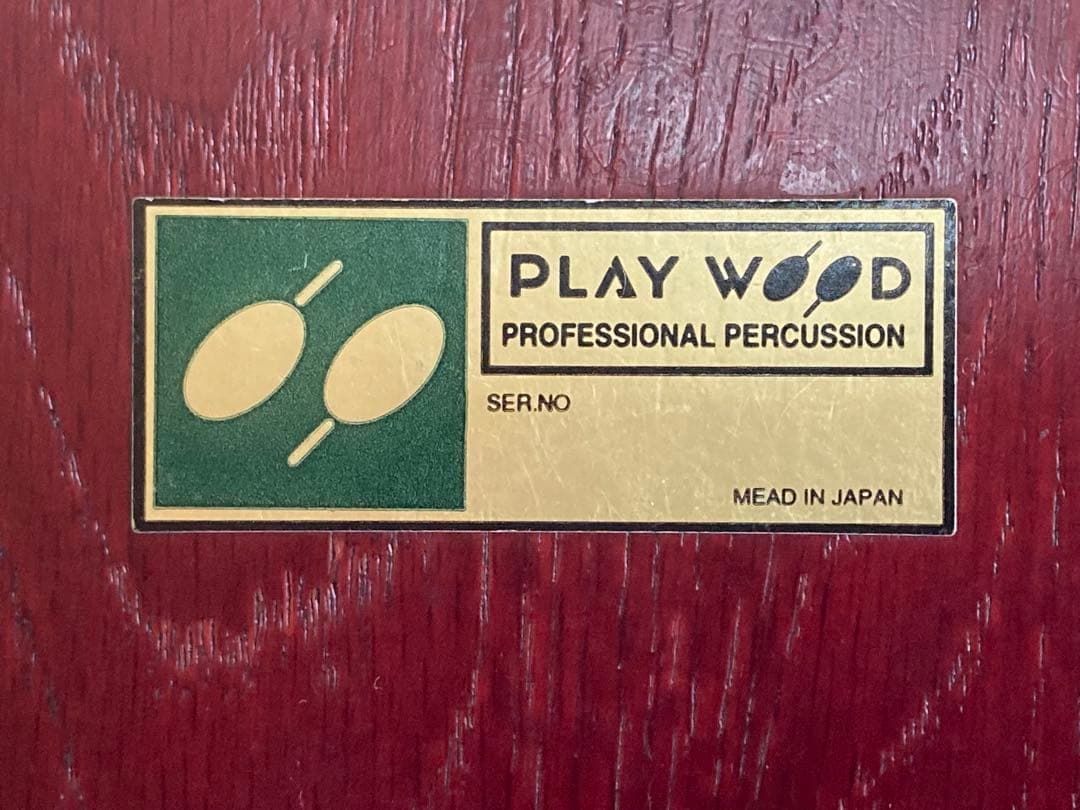 PLAY WOOD
PROFESSIONAL PERCUSSION
SER.NO
MEAD IN JAPAN